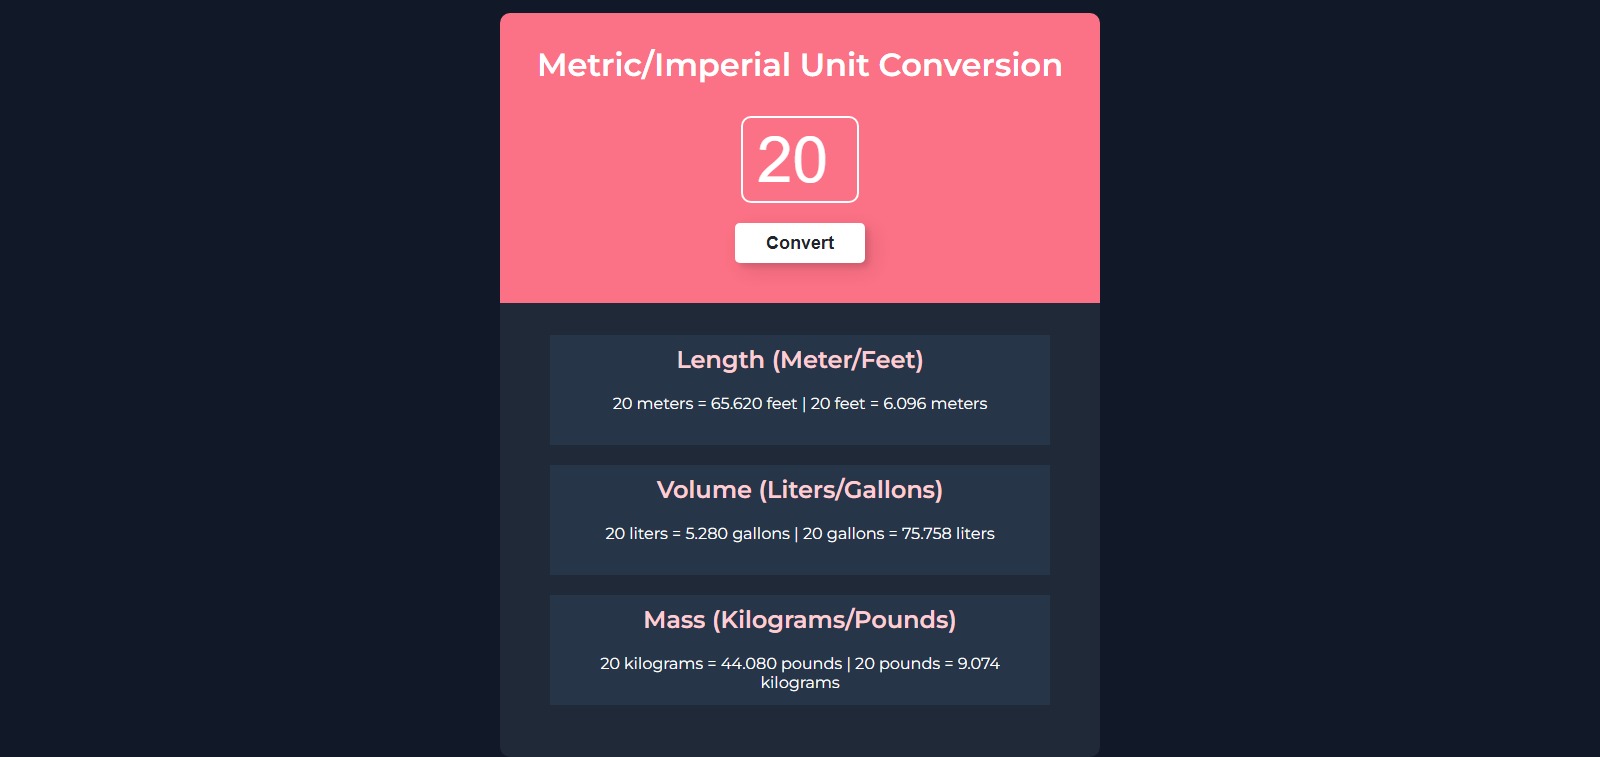 Metric/Imperial Unit Conversion
20
Convert
Length (Meter/Feet)
20 meters = 65.620 feet | 20 feet = 6.096 meters
Volume (Liters/Gallons)
20 liters = 5.280 gallons | 20 gallons = 75.758 liters
Mass (Kilograms/Pounds)
20 kilograms = 44.080 pounds | 20 pounds = 9.074
kilograms